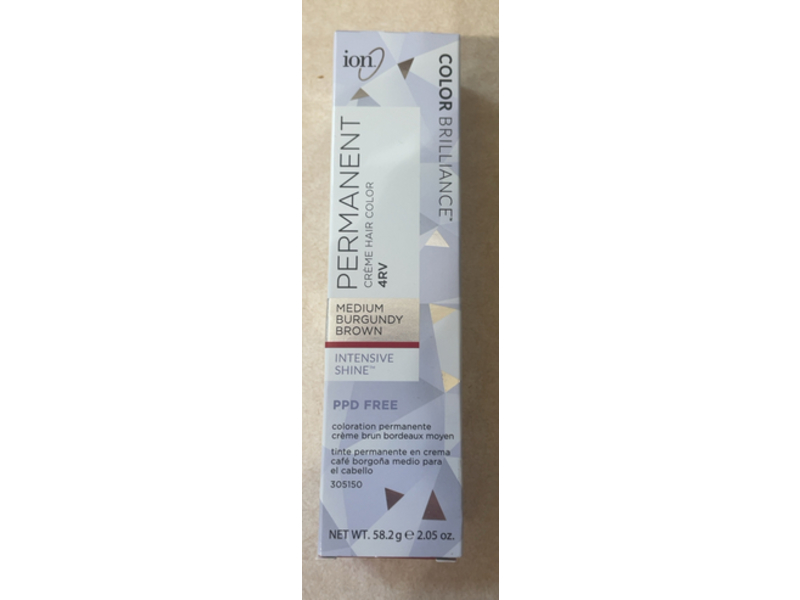 ion
COLOR BRILLIANCE™
PERMANENT
CRÈME HAIR COLOR
4RV
MEDIUM
BURGUNDY
BROWN
INTENSIVE
SHINE™
PPD FREE
coloration permanente
crème brun bordeaux moyen
tinte permanente en crema
café borgoña medio para
el cabello
305150
NET WT. 58.2g ℮ 2.05 oz.